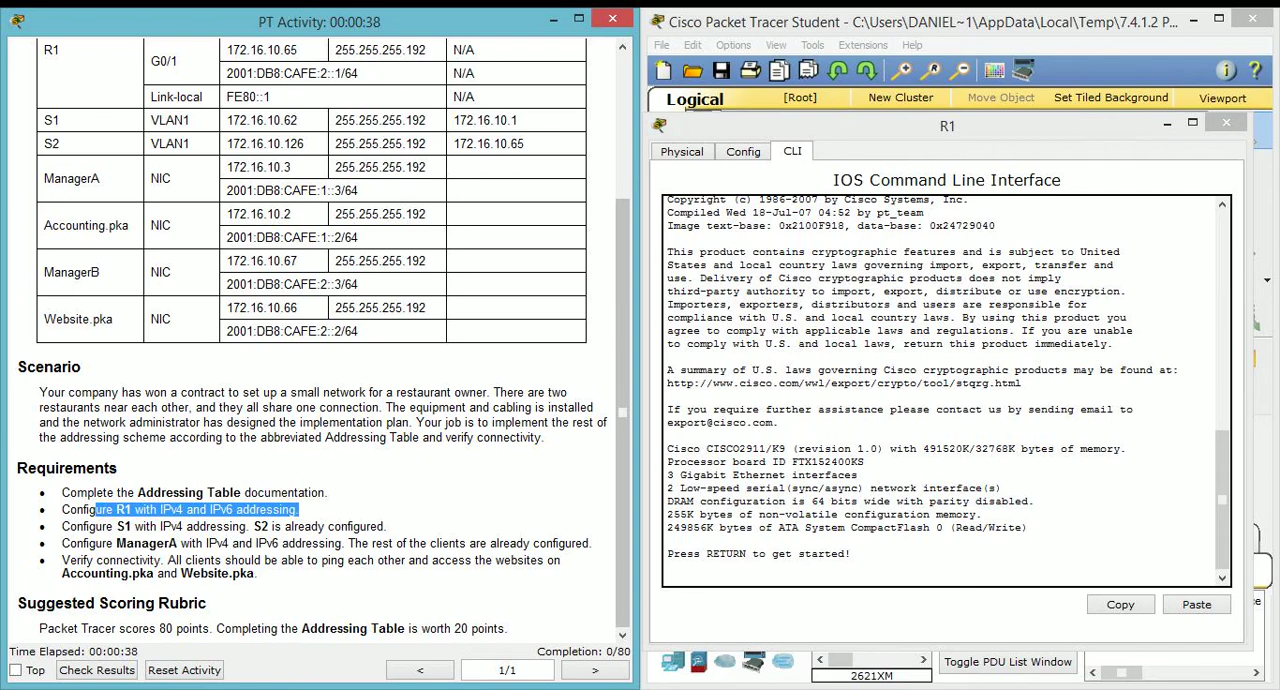 PT Activity: 00:00:38
R1
G0/1
172.16.10.65 255.255.255.192 N/A
2001:DB8:CAFE:2::1/64 N/A
Link-local FE80::1 N/A
S1 VLAN1 172.16.10.62 255.255.255.192 172.16.10.1
S2 VLAN1 172.16.10.126 255.255.255.192 172.16.10.65
ManagerA NIC 172.16.10.3 255.255.255.192
2001:DB8:CAFE:1::3/64
Accounting.pka NIC 172.16.10.2 255.255.255.192
2001:DB8:CAFE:1::2/64
ManagerB NIC 172.16.10.67 255.255.255.192
2001:DB8:CAFE:2::3/64
Website.pka NIC 172.16.10.66 255.255.255.192
2001:DB8:CAFE:2::2/64
Scenario
Your company has won a contract to set up a small network for a restaurant owner. There are two
restaurants near each other, and they all share one connection. The equipment and cabling is installed
and the network administrator has designed the implementation plan. Your job is to implement the rest of
the addressing scheme according to the abbreviated Addressing Table and verify connectivity.
Requirements
• Complete the Addressing Table documentation.
• Configure R1 with IPv4 and IPv6 addressing.
• Configure S1 with IPv4 addressing. S2 is already configured.
• Configure ManagerA with IPv4 and IPv6 addressing. The rest of the clients are already configured.
• Verify connectivity. All clients should be able to ping each other and access the websites on
Accounting.pka and Website.pka.
Suggested Scoring Rubric
Packet Tracer scores 80 points. Completing the Addressing Table is worth 20 points.
Time Elapsed: 00:00:38 Completion: 0/80
Top Check Results Reset Activity < 1/1 >
Cisco Packet Tracer Student - C:\Users\DANIEL~1\AppData\Local\Temp\7.4.1.2 P...
File Edit Options View Tools Extensions Help
Logical [Root] New Cluster Move Object Set Tiled Background Viewport
R1
Physical Config CLI
IOS Command Line Interface
Copyright (c) 1986-2007 by Cisco Systems, Inc.
Compiled Wed 18-Jul-07 04:52 by pt_team
Image text-base: 0x2100F918, data-base: 0x24729040
This product contains cryptographic features and is subject to United
States and local country laws governing import, export, transfer and
use. Delivery of Cisco cryptographic products does not imply
third-party authority to import, export, distribute or use encryption.
Importers, exporters, distributors and users are responsible for
compliance with U.S. and local country laws. By using this product you
agree to comply with applicable laws and regulations. If you are unable
to comply with U.S. and local laws, return this product immediately.
A summary of U.S. laws governing Cisco cryptographic products may be found at:
http://www.cisco.com/wwl/export/crypto/tool/stqrg.html
If you require further assistance please contact us by sending email to
export@cisco.com.
Cisco CISCO2911/K9 (revision 1.0) with 491520K/32768K bytes of memory.
Processor board ID FTX152400KS
3 Gigabit Ethernet interfaces
2 Low-speed serial(sync/async) network interface(s)
DRAM configuration is 64 bits wide with parity disabled.
255K bytes of non-volatile configuration memory.
249856K bytes of ATA System CompactFlash 0 (Read/Write)
Press RETURN to get started!
Copy Paste
2621XM
Toggle PDU List Window